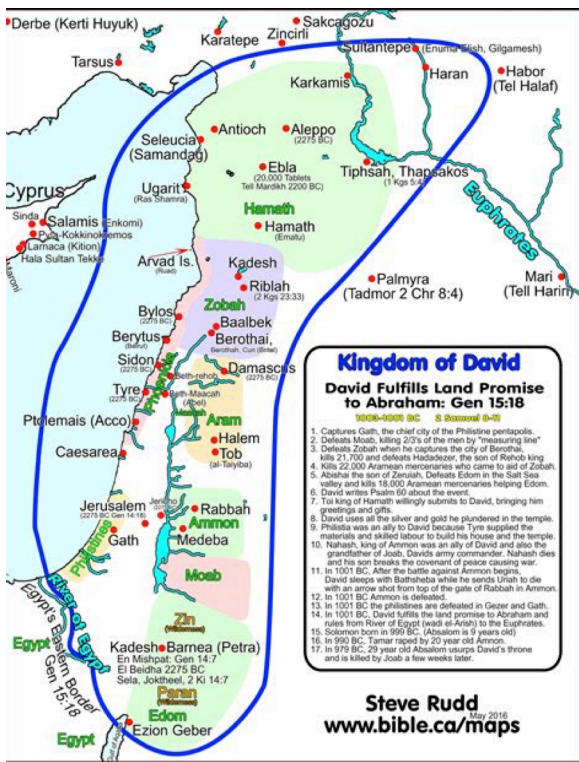 Derbe (Kerti Huyuk)
Karatepe
Sakcagozu
Zincirli
Tarsus
Sultantepe (Enuma Elish, Gilgamesh)
Haran
Habor
(Tel Halaf)
Karkamis
Antioch
Aleppo
(2275 BC)
Seleucia
(Samandag)
Ebla
(20,000 Tablets
Tell Mardikh 2200 BC)
Tiphsah, Thapsakos
(1 Kgs 5:4)
Cyprus
Ugarit
(Ras Shamra)
Hamath
Hamath
(Ematu)
Euphrates
Sinda
Salamis (Enkomi)
Pyla-Kokkinokremos
Larnaca (Kition)
Hala Sultan Tekke
Maroni
Arvad Is.
(Ruad)
Kadesh
Riblah
(2 Kgs 23:33)
Zobah
Palmyra
(Tadmor 2 Chr 8:4)
Mari
(Tell Hariri)
Bylos
(2275 BC)
Baalbek
Berothai,
Berothah, Cun (Britel)
Berytus
(Beirut)
Sidon
(2275 BC)
Beth-rehob
Damascus
(2275 BC)
Phoenicia
Tyre
(2275 BC)
Beth-Maacah
(Abel)
Maacah
Aram
Ptolemais (Acco)
Halem
Tob
(al-Taiyiba)
Caesarea
Jerusalem
(2275 BC Gen 14:18)
Jericho
Rabbah
Ammon
Philistines
Gath
Medeba
Moab
River of Egypt
Egypt's Eastern Border
Gen 15:18
Egypt
Zin
(Wilderness)
Kadesh Barnea (Petra)
En Mishpat: Gen 14:7
El Beidha 2275 BC
Sela, Joktheel, 2 Ki 14:7
Paran
(Wilderness)
Edom
Ezion Geber
Egypt
Kingdom of David
David Fulfills Land Promise
to Abraham: Gen 15:18
1003-1001 BC 2 Samuel 8-11
1. Captures Gath, the chief city of the Philistine pentapolis.
2. Defeats Moab, killing 2/3's of the men by "measuring line"
3. Defeats Zobah when he captures the city of Berothai,
kills 21,700 and defeats Hadadezer, the son of Rehob king
4. Kills 22,000 Aramean mercenaries who came to aid of Zobah.
5. Abishai the son of Zeruiah, Defeats Edom in the Salt Sea
valley and kills 18,000 Aramean mercenaries helping Edom.
6. David writes Psalm 60 about the event.
7. Toi king of Hamath willingly submits to David, bringing him
greetings and gifts.
8. David uses all the silver and gold he plundered in the temple.
9. Philistia was an ally to David because Tyre supplied the
materials and skilled labour to build his house and the temple.
10. Nahash, king of Ammon was an ally of David and also the
grandfather of Joab, Davids army commander. Nahash dies
and his son breaks the covenant of peace causing war.
11. In 1001 BC, After the battle against Ammon begins,
David sleeps with Bathsheba while he sends Uriah to die
with an arrow shot from top of the gate of Rabbah in Ammon.
12. In 1001 BC Ammon is defeated.
13. In 1001 BC the philistines are defeated in Gezer and Gath.
14. In 1001 BC, David fulfills the land promise to Abraham and
rules from River of Egypt (wadi el-Arish) to the Euphrates.
15. Solomon born in 999 BC. (Absalom is 9 years old)
16. In 990 BC, Tamar raped by 20 year old Amnon.
17. In 979 BC, 29 year old Absalom usurps David's throne
and is killed by Joab a few weeks later.
Steve Rudd
May 2016
www.bible.ca/maps